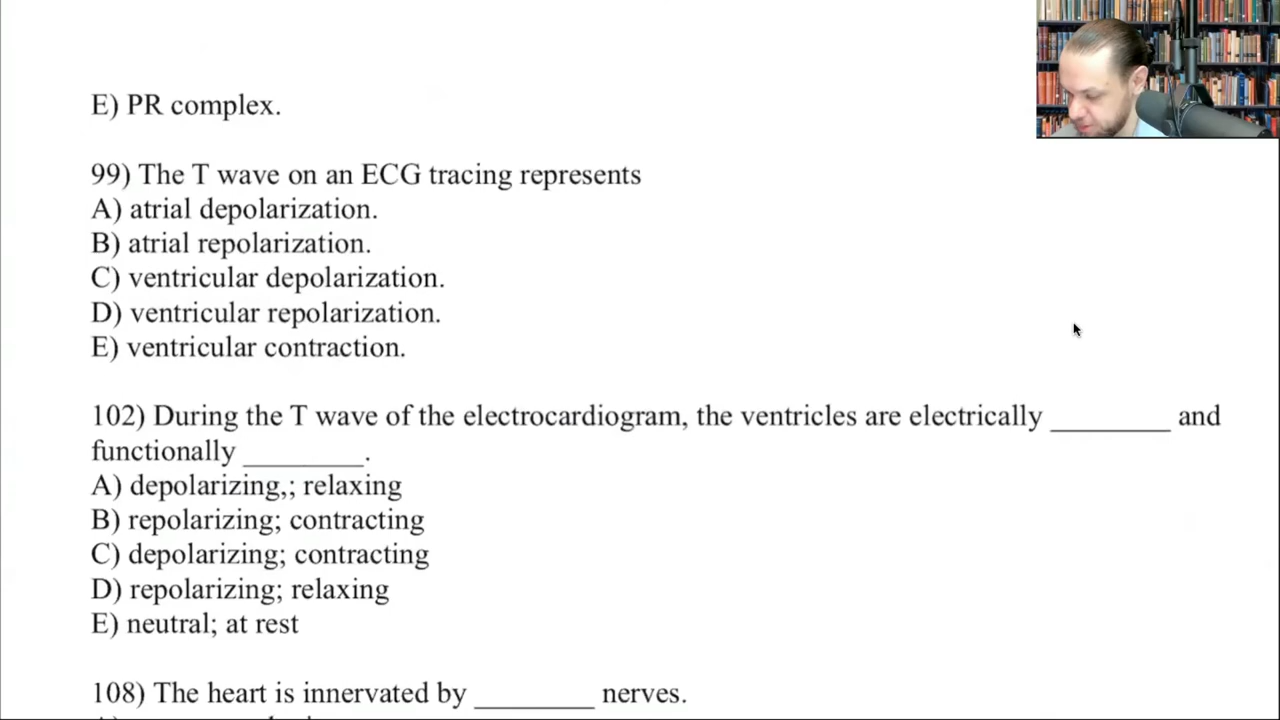 E) PR complex.
99) The T wave on an ECG tracing represents
A) atrial depolarization.
B) atrial repolarization.
C) ventricular depolarization.
D) ventricular repolarization.
E) ventricular contraction.
102) During the T wave of the electrocardiogram, the ventricles are electrically _________ and
functionally _________.
A) depolarizing,; relaxing
B) repolarizing; contracting
C) depolarizing; contracting
D) repolarizing; relaxing
E) neutral; at rest
108) The heart is innervated by _________ nerves.